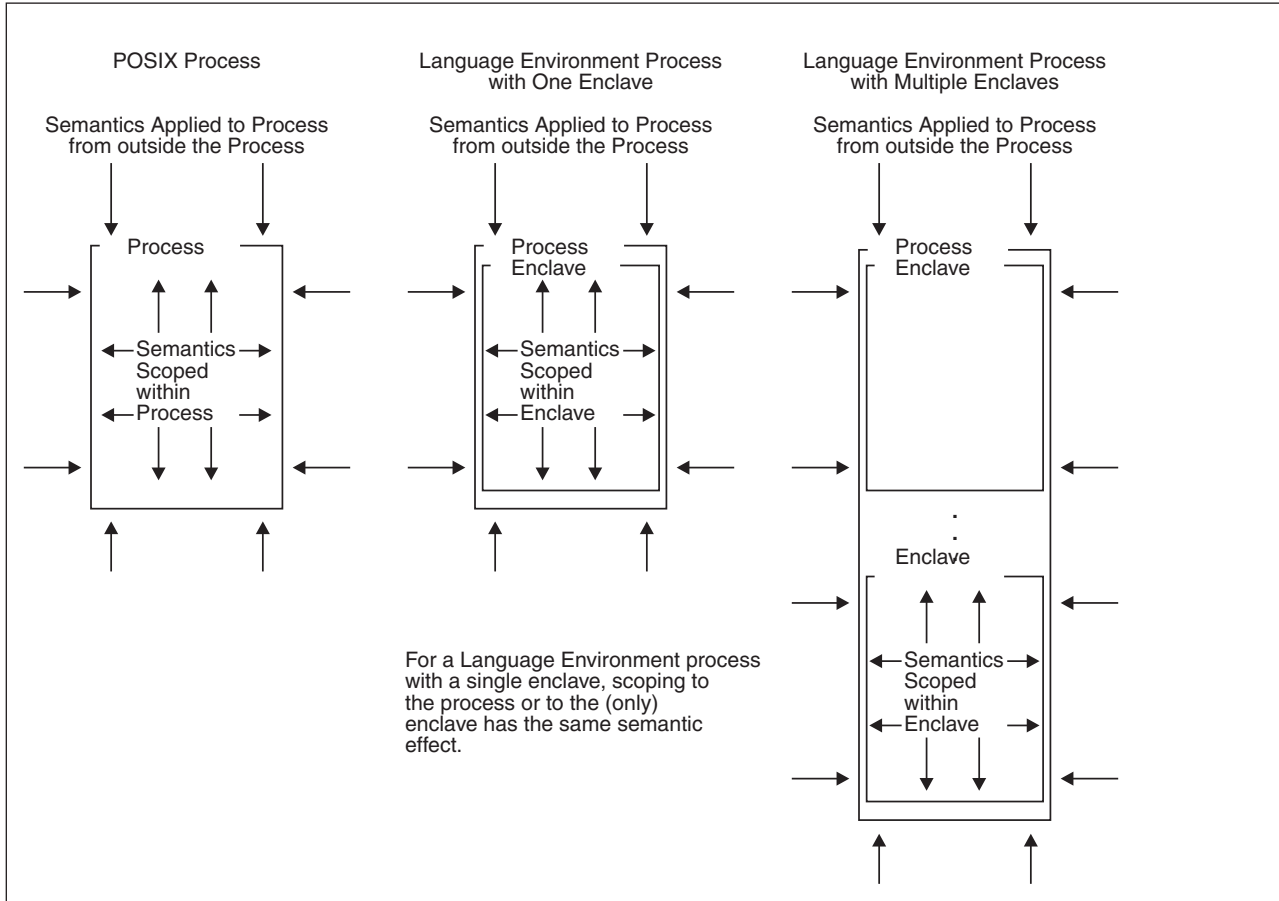 POSIX Process
Semantics Applied to Process
from outside the Process
Process
Semantics
Scoped
within
Process
Language Environment Process
with One Enclave
Semantics Applied to Process
from outside the Process
Process
Enclave
Semantics
Scoped
within
Enclave
For a Language Environment process
with a single enclave, scoping to
the process or to the (only)
enclave has the same semantic
effect.
Language Environment Process
with Multiple Enclaves
Semantics Applied to Process
from outside the Process
Process
Enclave
.
.
.
Enclave
Semantics
Scoped
within
Enclave